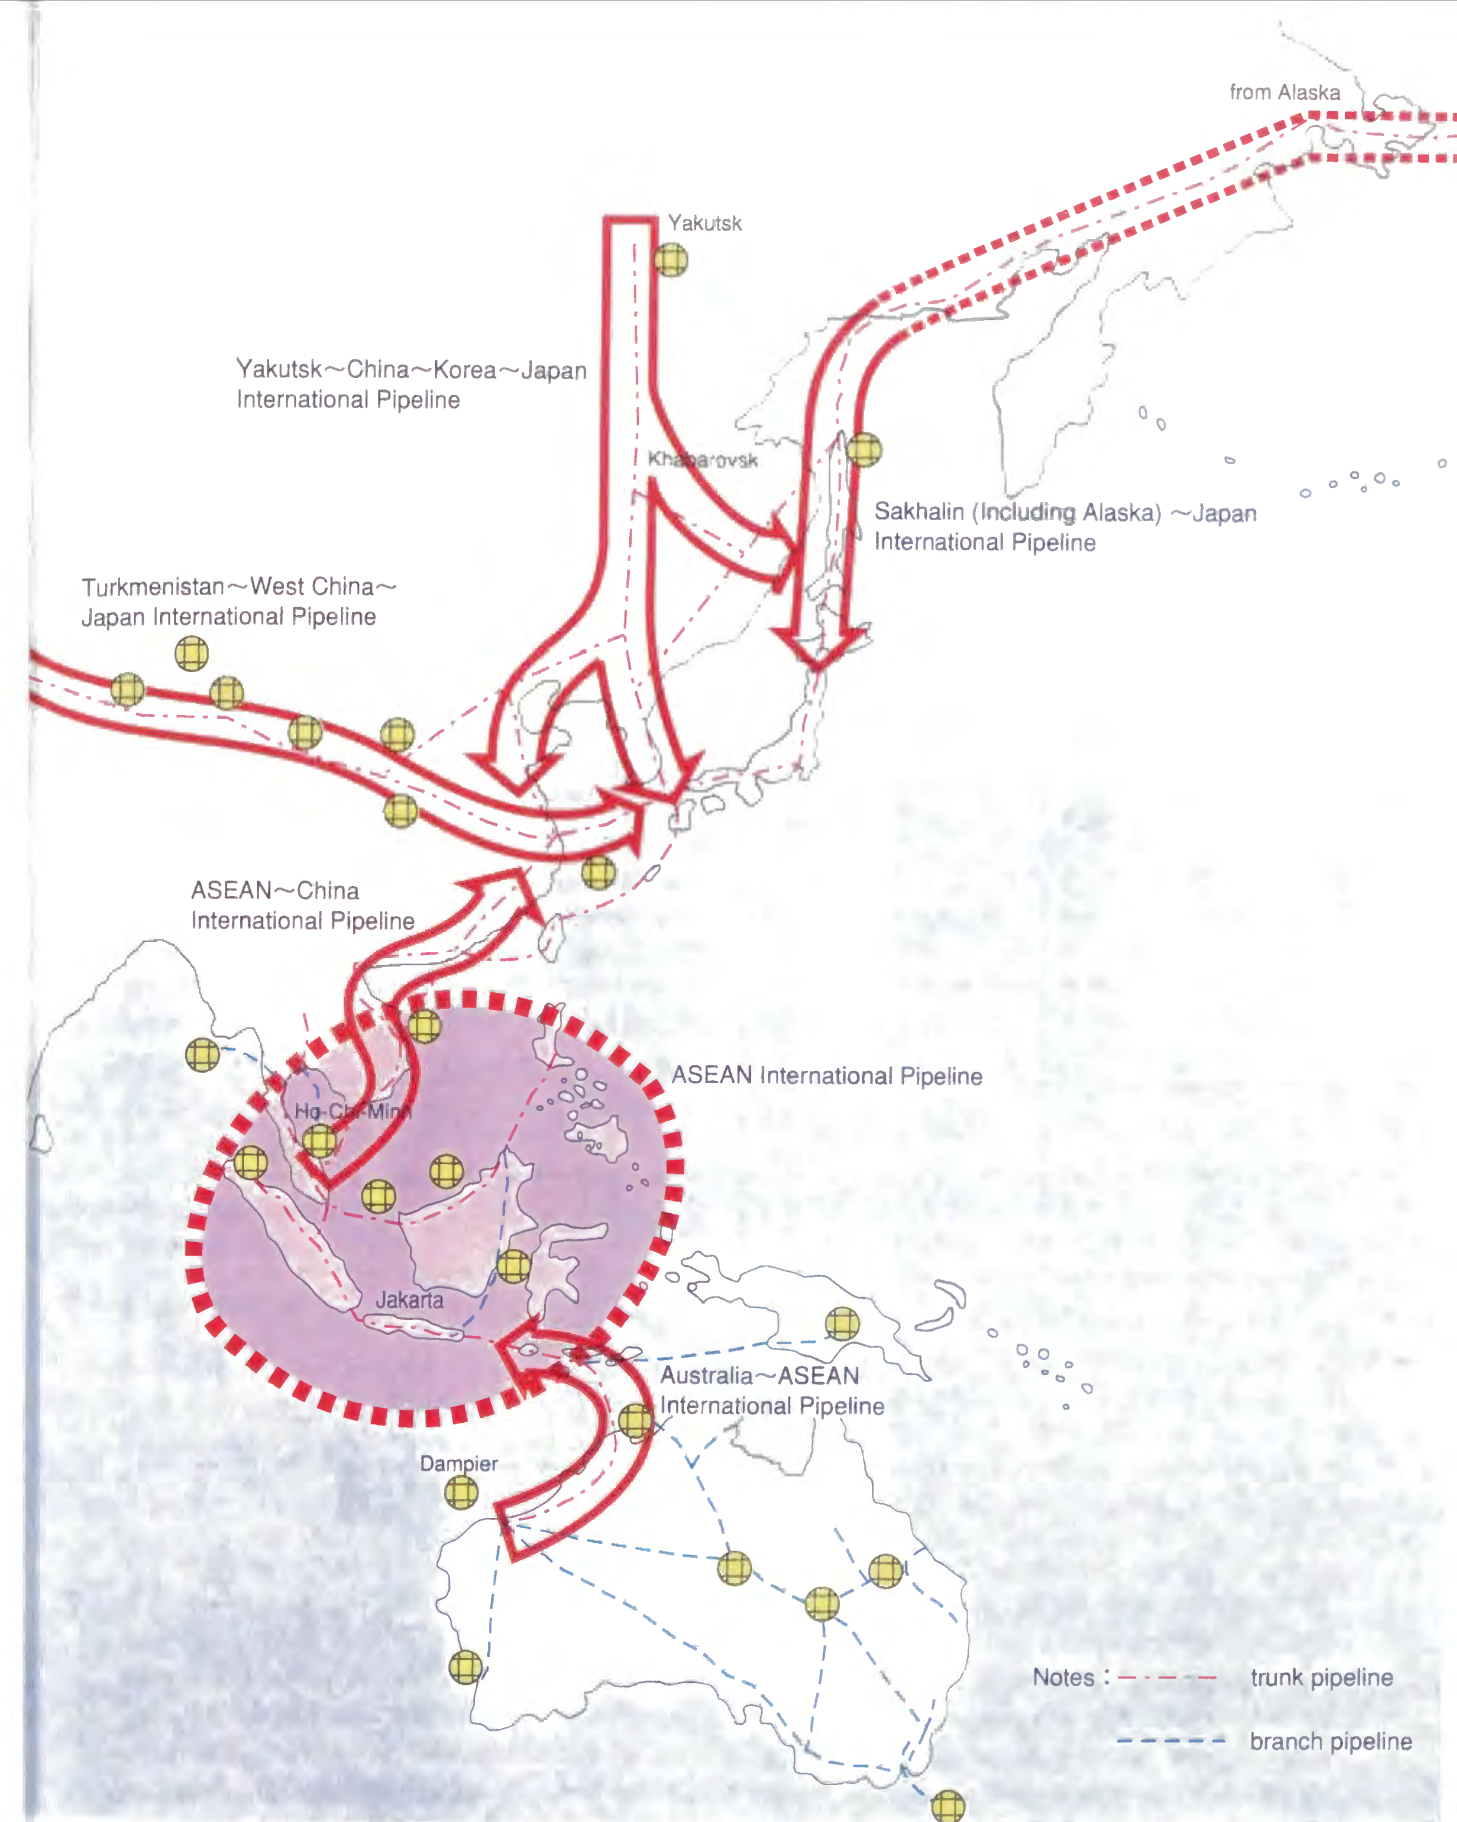 from Alaska
Yakutsk
Yakutsk～China～Korea～Japan
International Pipeline
Khabarovsk
Sakhalin (Including Alaska) ～Japan
International Pipeline
Turkmenistan～West China～
Japan International Pipeline
ASEAN～China
International Pipeline
ASEAN International Pipeline
Ho-Chi-Minh
Jakarta
Australia～ASEAN
International Pipeline
Dampier
Notes : trunk pipeline
branch pipeline